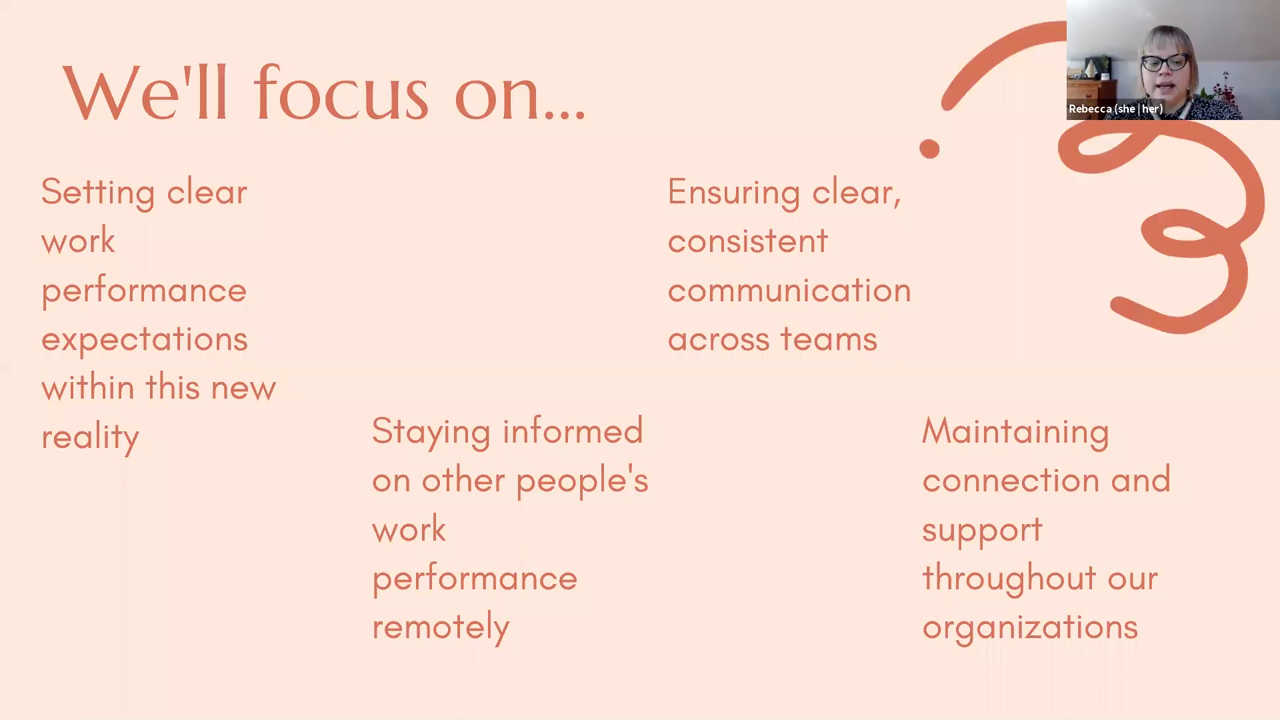 We'll focus on...
Rebecca (she|her)
Setting clear
work
performance
expectations
within this new
reality
Staying informed
on other people's
work
performance
remotely
Ensuring clear,
consistent
communication
across teams
Maintaining
connection and
support
throughout our
organizations